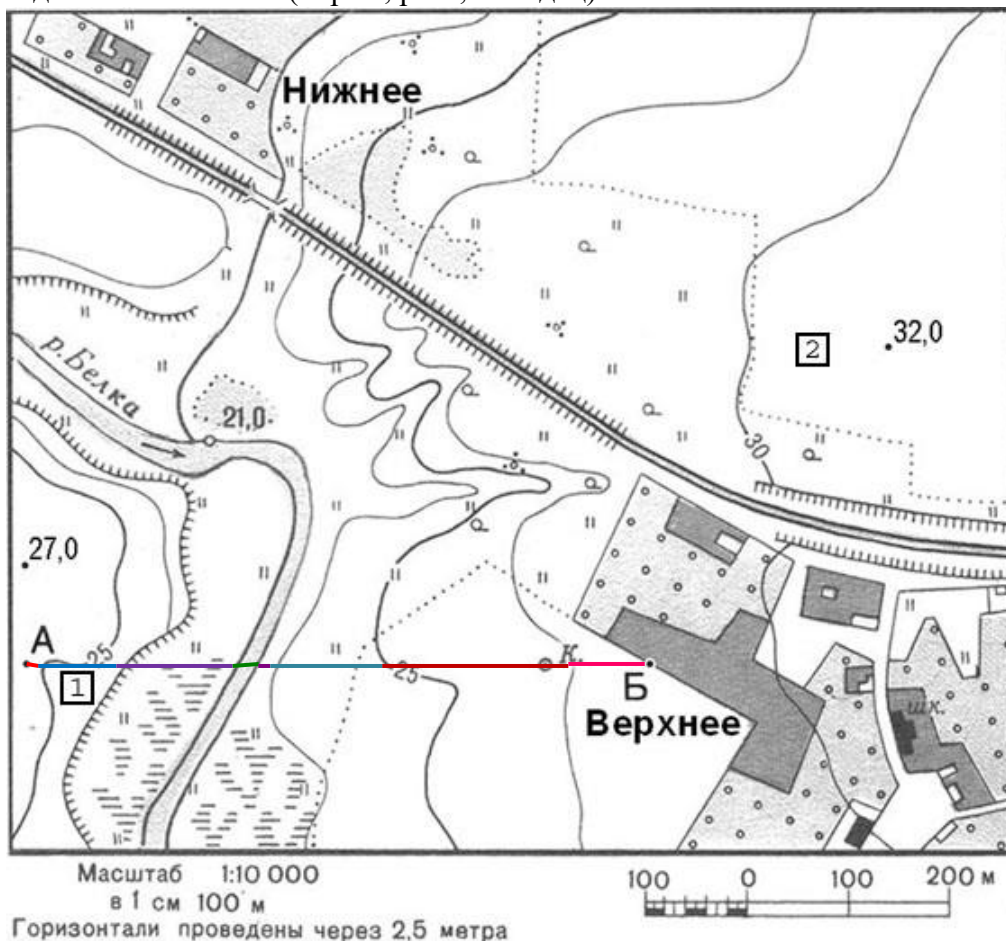 Нижнее
р. Белка
21,0
2
32,0
30
27,0
А
25
1
25
К.
Б
Верхнее
шк.
Масштаб 1:10 000
в 1 см 100 м
Горизонтали проведены через 2,5 метра
100 0 100 200 м